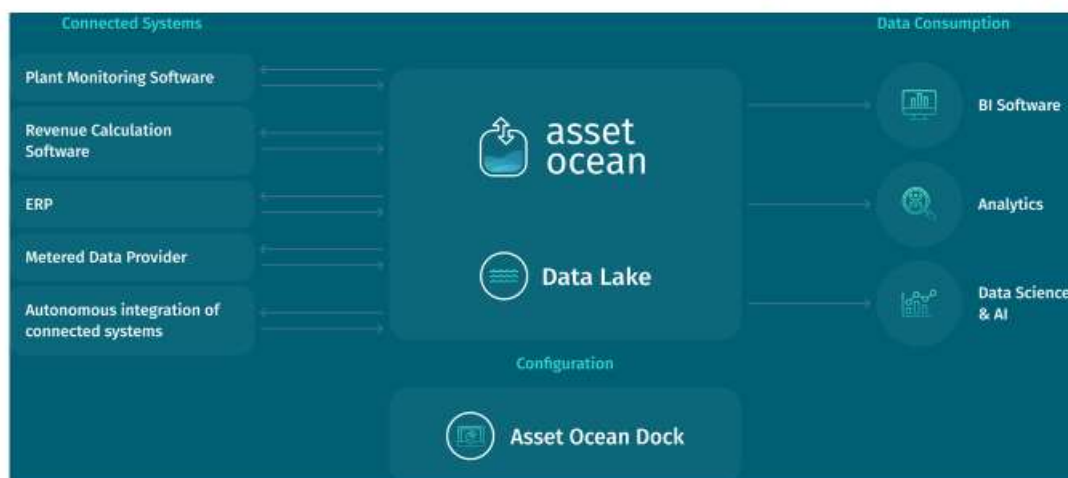 Connected Systems
Plant Monitoring Software
Revenue Calculation
Software
ERP
Metered Data Provider
Autonomous integration of
connected systems
asset
ocean
Data Lake
Configuration
Asset Ocean Dock
Data Consumption
BI Software
Analytics
Data Science
& AI